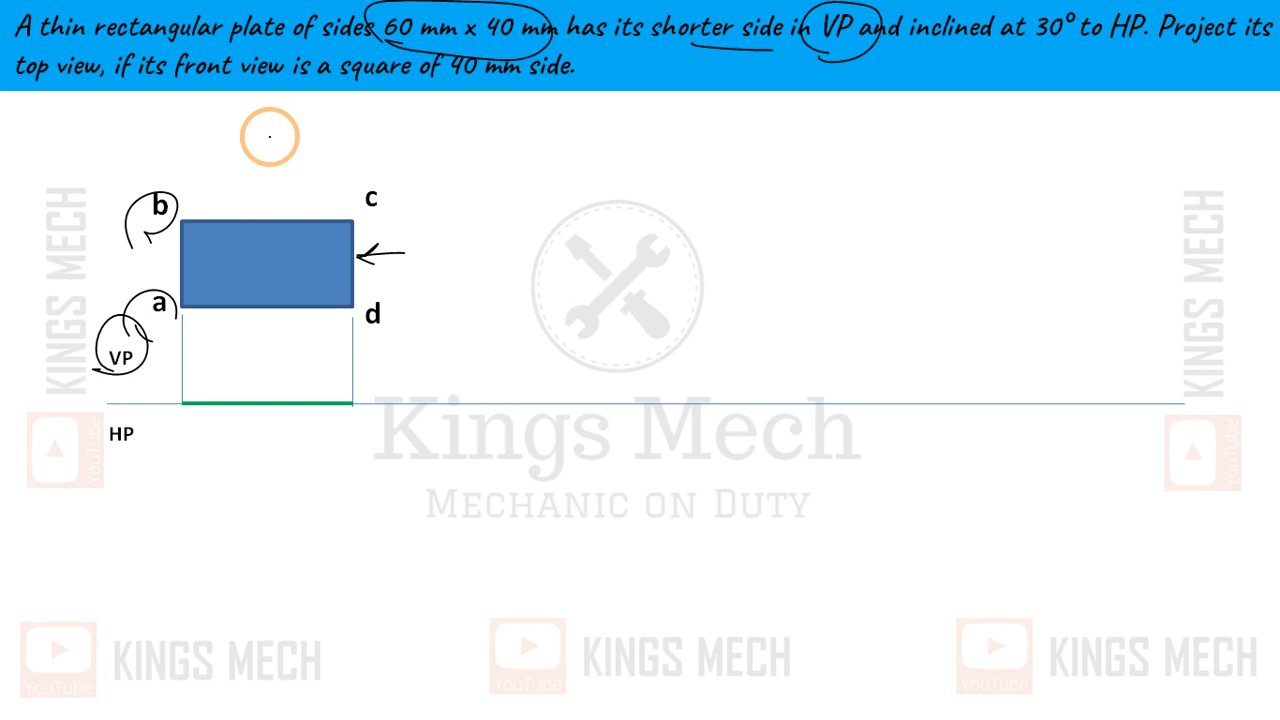 A thin rectangular plate of sides 60 mm x 40 mm has its shorter side in VP and inclined at 30° to HP. Project its
top view, if its front view is a square of 40 mm side.
b
c
a
d
VP
HP
KINGS MECH
YouTube
KINGS MECH
YouTube
Kings Mech
MECHANIC ON DUTY
YouTube
KINGS MECH
YouTube
KINGS MECH
YouTube
KINGS MECH